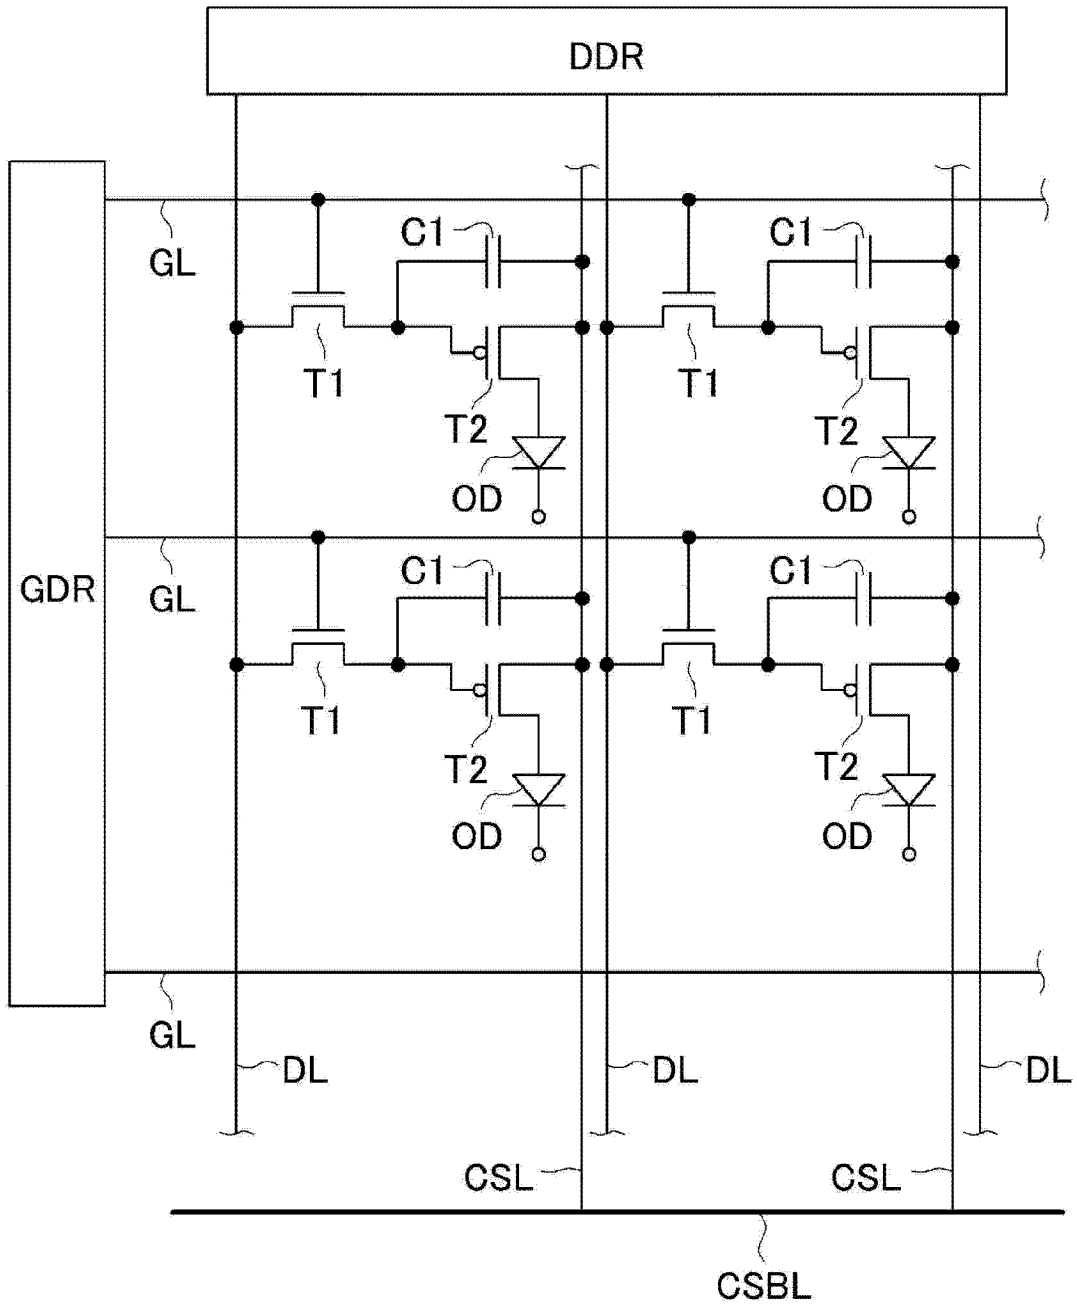 DDR
C1 C1
GL
T1 T1
T2 T2
OD OD
GDR
C1 C1
GL
T1 T1
T2 T2
OD OD
GL
DL DL DL
CSL CSL
CSBL